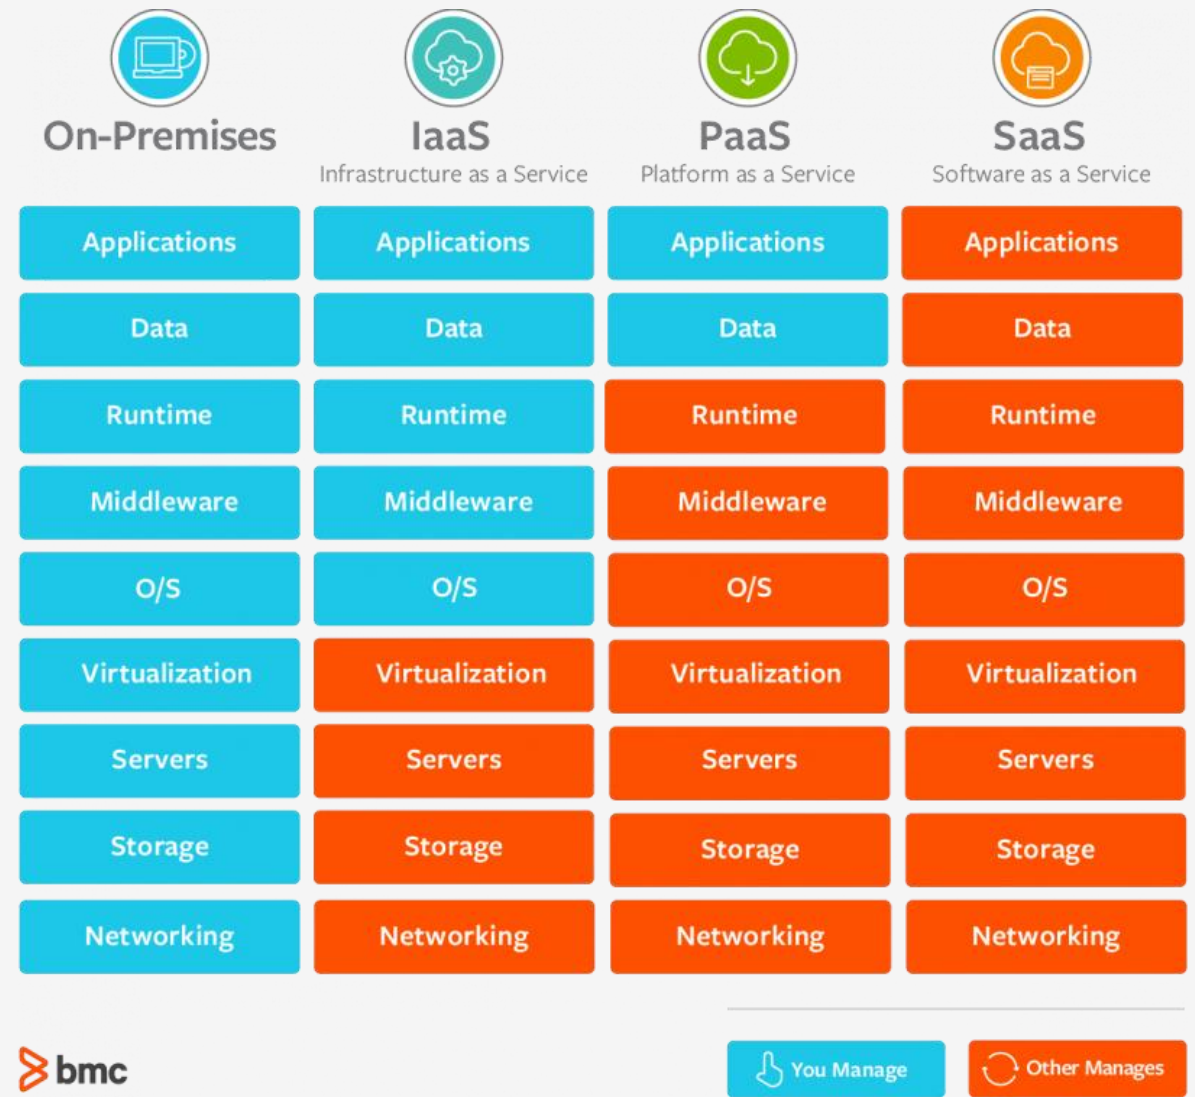 On-Premises
IaaS
Infrastructure as a Service
PaaS
Platform as a Service
SaaS
Software as a Service
Applications Applications Applications Applications
Data Data Data Data
Runtime Runtime Runtime Runtime
Middleware Middleware Middleware Middleware
O/S O/S O/S O/S
Virtualization Virtualization Virtualization Virtualization
Servers Servers Servers Servers
Storage Storage Storage Storage
Networking Networking Networking Networking
bmc
You Manage
Other Manages